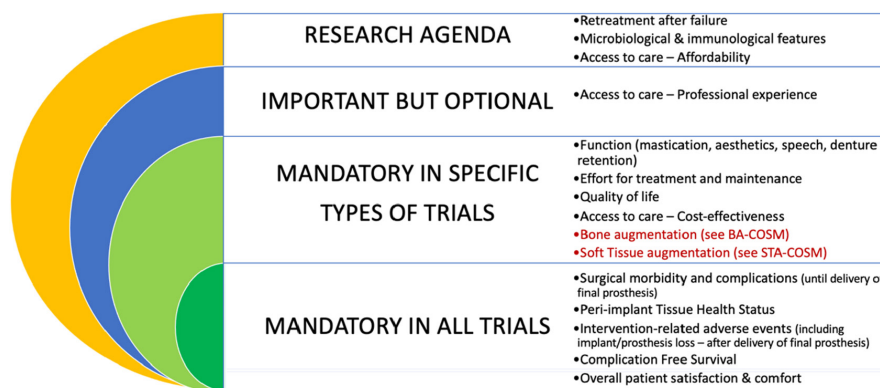 RESEARCH AGENDA
•Retreatment after failure
•Microbiological & immunological features
•Access to care – Affordability
IMPORTANT BUT OPTIONAL
•Access to care – Professional experience
MANDATORY IN SPECIFIC
TYPES OF TRIALS
•Function (mastication, aesthetics, speech, denture
retention)
•Effort for treatment and maintenance
•Quality of life
•Access to care – Cost-effectiveness
•Bone augmentation (see BA-COSM)
•Soft Tissue augmentation (see STA-COSM)
MANDATORY IN ALL TRIALS
•Surgical morbidity and complications (until delivery of
final prosthesis)
•Peri-implant Tissue Health Status
•Intervention-related adverse events (including
implant/prosthesis loss – after delivery of final prosthesis)
•Complication Free Survival
•Overall patient satisfaction & comfort